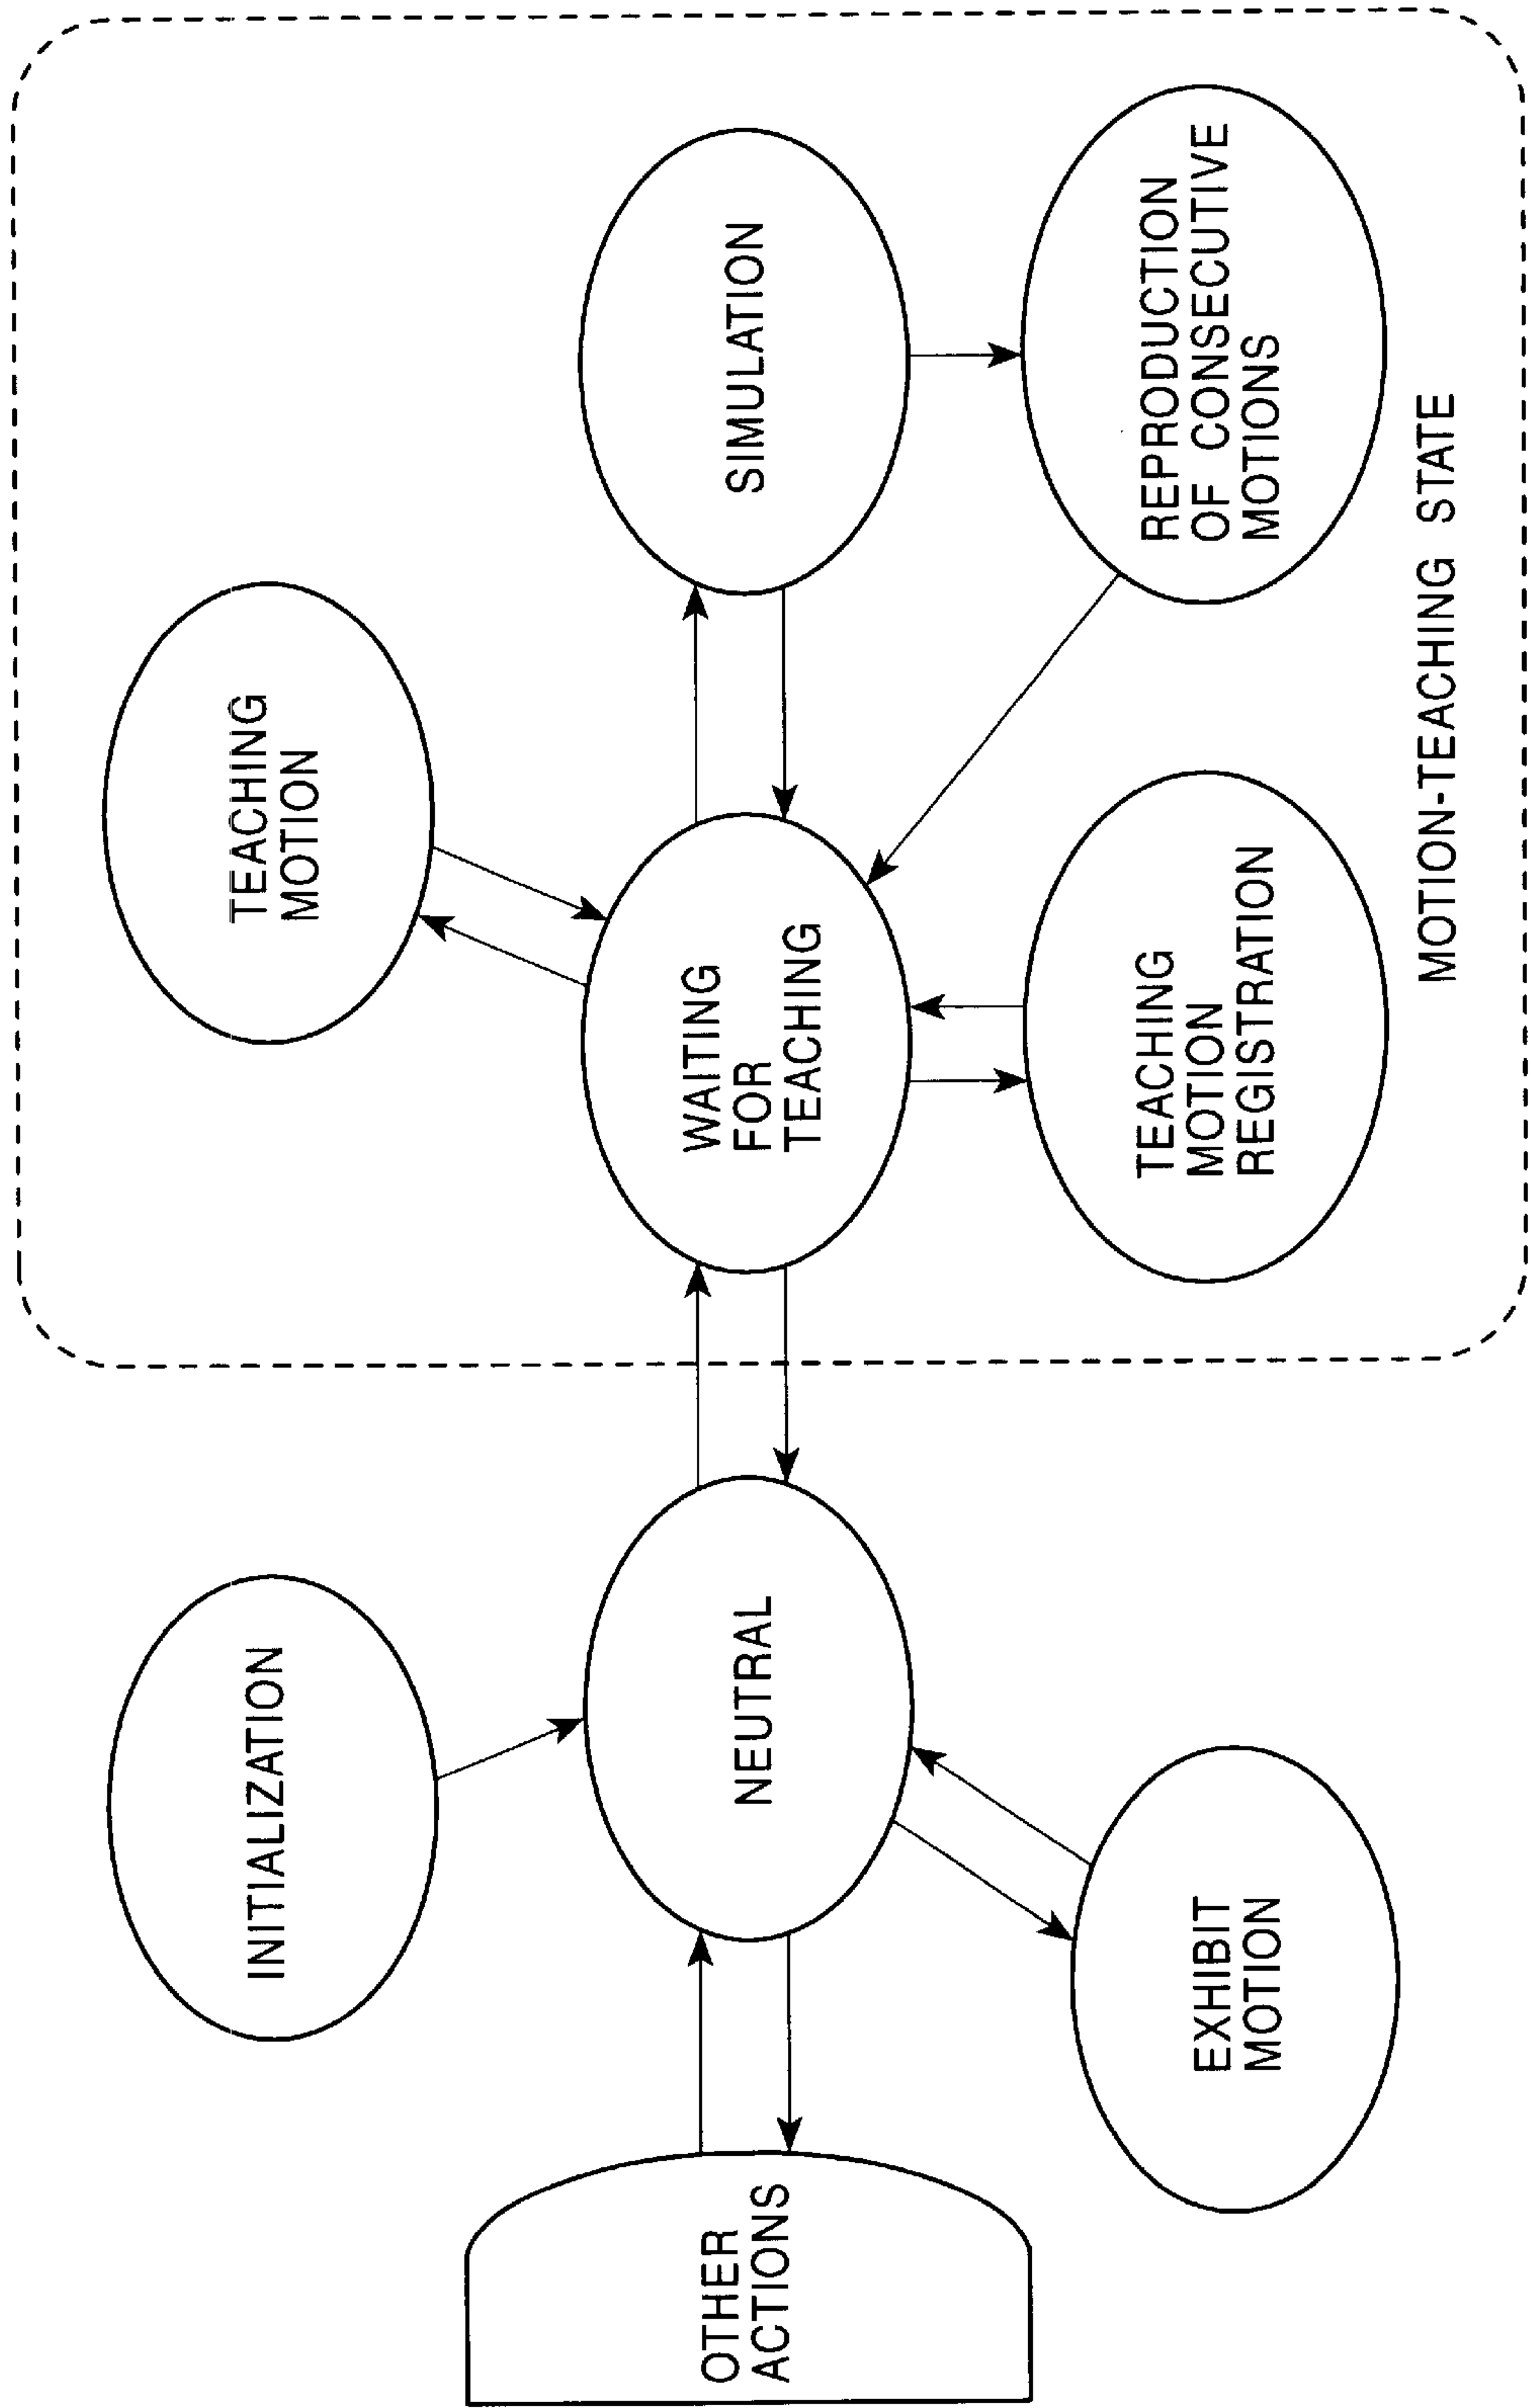 OTHER
ACTIONS
INITIALIZATION
NEUTRAL
EXHIBIT
MOTION
TEACHING
MOTION
WAITING
FOR
TEACHING
SIMULATION
TEACHING
MOTION
REGISTRATION
REPRODUCTION
OF CONSECUTIVE
MOTIONS
MOTION-TEACHING STATE